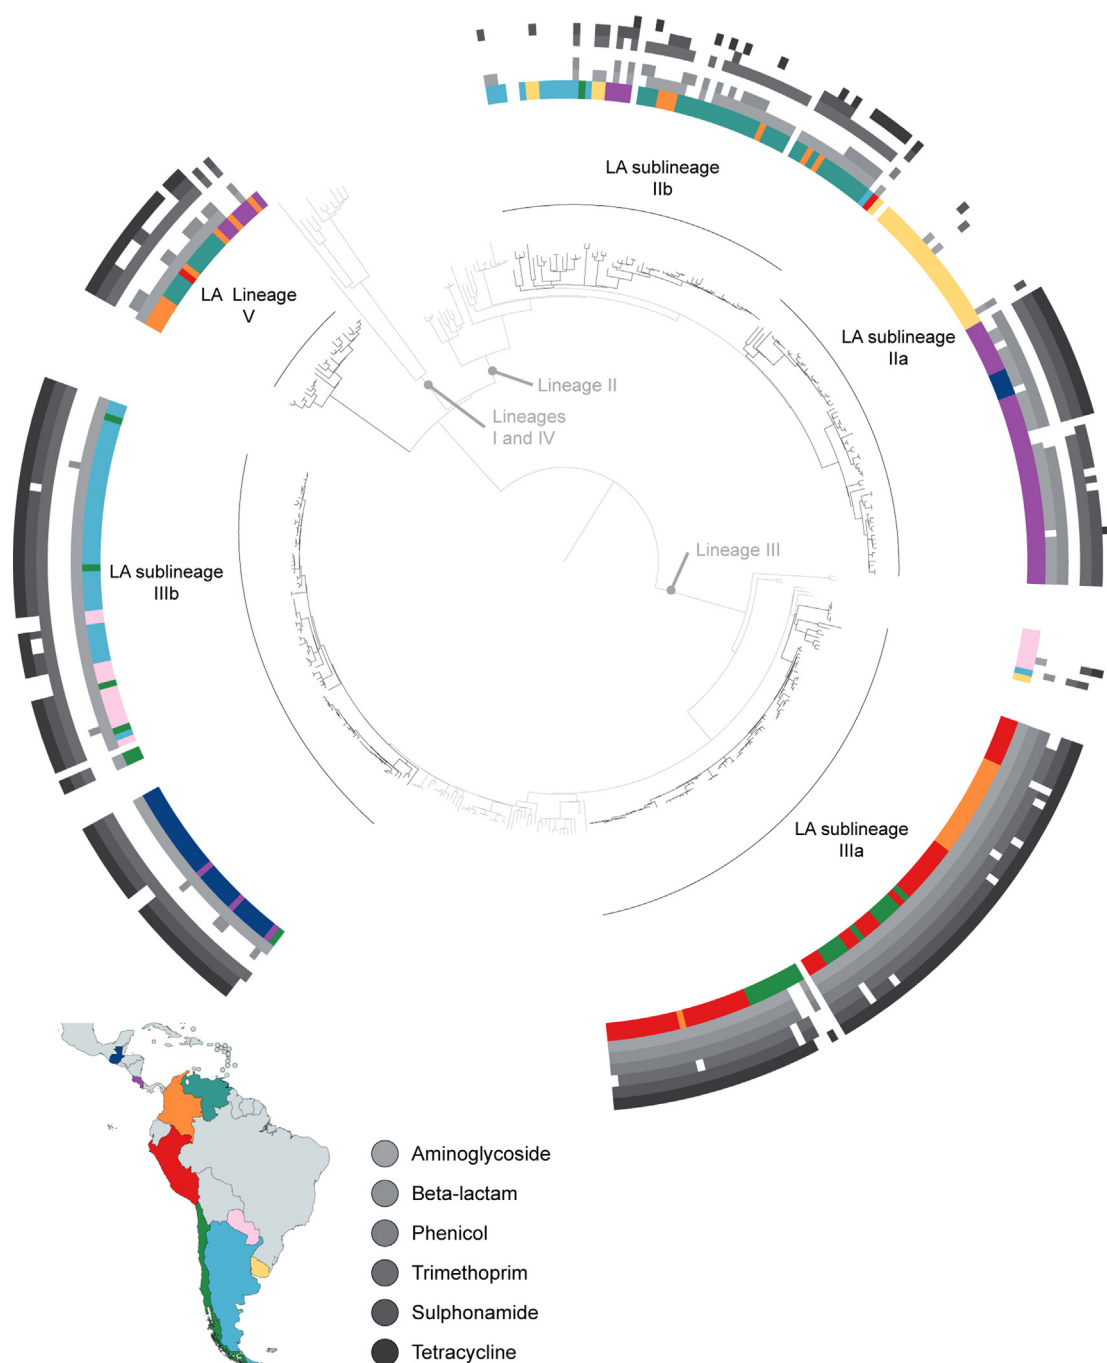 LA sublineage
IIb
LA Lineage
V
LA sublineage
IIa
Lineage II
Lineages
I and IV
Lineage III
LA sublineage
IIIb
LA sublineage
IIIa
Aminoglycoside
Beta-lactam
Phenicol
Trimethoprim
Sulphonamide
Tetracycline